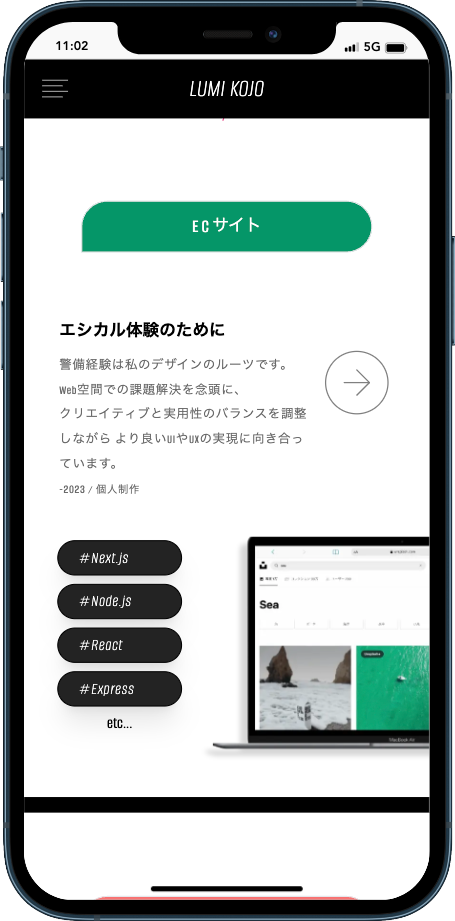 11:02
5G
LUMI KOJO
ECサイト
エシカル体験のために
警備経験は私のデザインのルーツです。
Web空間での課題解決を念頭に、
クリエイティブと実用性のバランスを調整
しながら より良いUIやUXの実現に向き合っ
ています。
-2023 / 個人制作
#Next.js
#Node.js
#React
#Express
etc...
Sea
MacBook Air